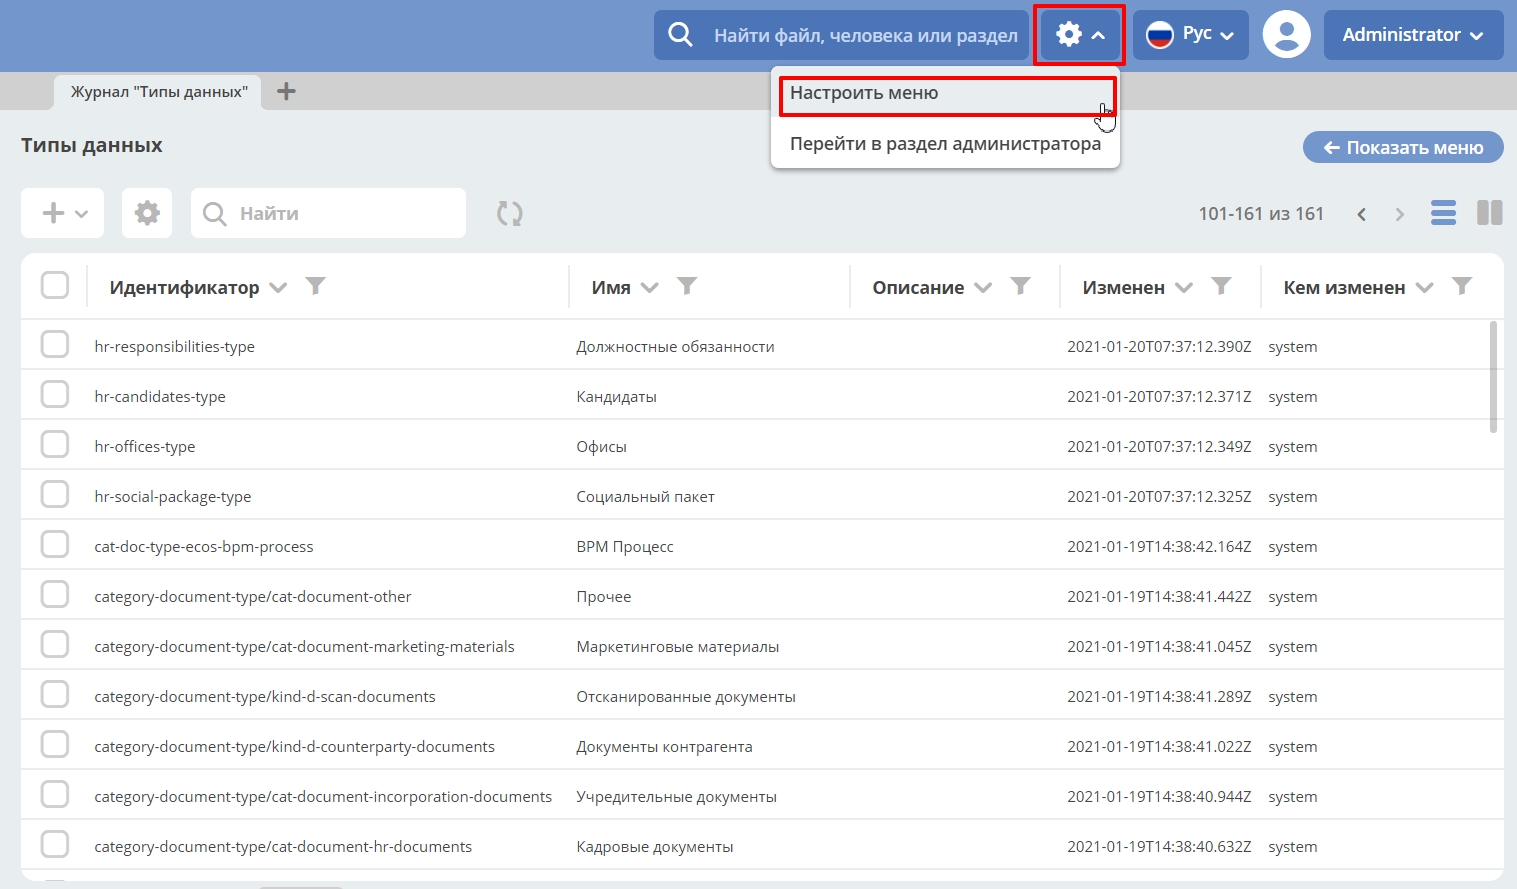 Найти файл, человека или раздел
Рус
Administrator
Журнал "Типы данных"
Настроить меню
Перейти в раздел администратора
Типы данных
Показать меню
Найти
101-161 из 161
Идентификатор Имя Описание Изменен Кем изменен
hr-responsibilities-type Должностные обязанности 2021-01-20T07:37:12.390Z system
hr-candidates-type Кандидаты 2021-01-20T07:37:12.371Z system
hr-offices-type Офисы 2021-01-20T07:37:12.349Z system
hr-social-package-type Социальный пакет 2021-01-20T07:37:12.325Z system
cat-doc-type-ecos-bpm-process BPM Процесс 2021-01-19T14:38:42.164Z system
category-document-type/cat-document-other Прочее 2021-01-19T14:38:41.442Z system
category-document-type/cat-document-marketing-materials Маркетинговые материалы 2021-01-19T14:38:41.045Z system
category-document-type/kind-d-scan-documents Отсканированные документы 2021-01-19T14:38:41.289Z system
category-document-type/kind-d-counterparty-documents Документы контрагента 2021-01-19T14:38:41.022Z system
category-document-type/cat-document-incorporation-documents Учредительные документы 2021-01-19T14:38:40.944Z system
category-document-type/cat-document-hr-documents Кадровые документы 2021-01-19T14:38:40.632Z system